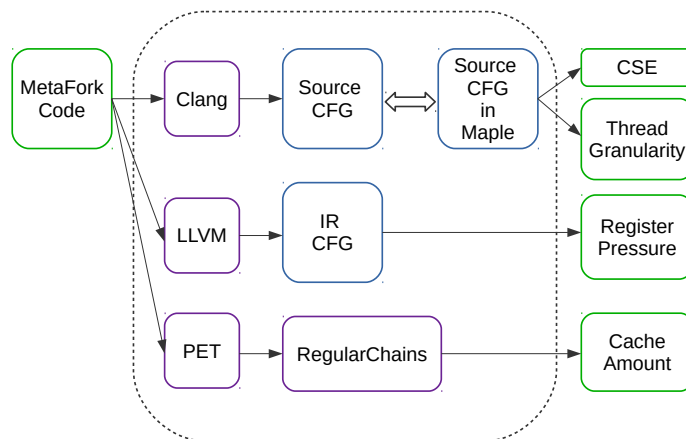 MetaFork
Code
Clang
Source
CFG
Source
CFG
in
Maple
CSE
Thread
Granularity
LLVM
IR
CFG
Register
Pressure
PET
RegularChains
Cache
Amount